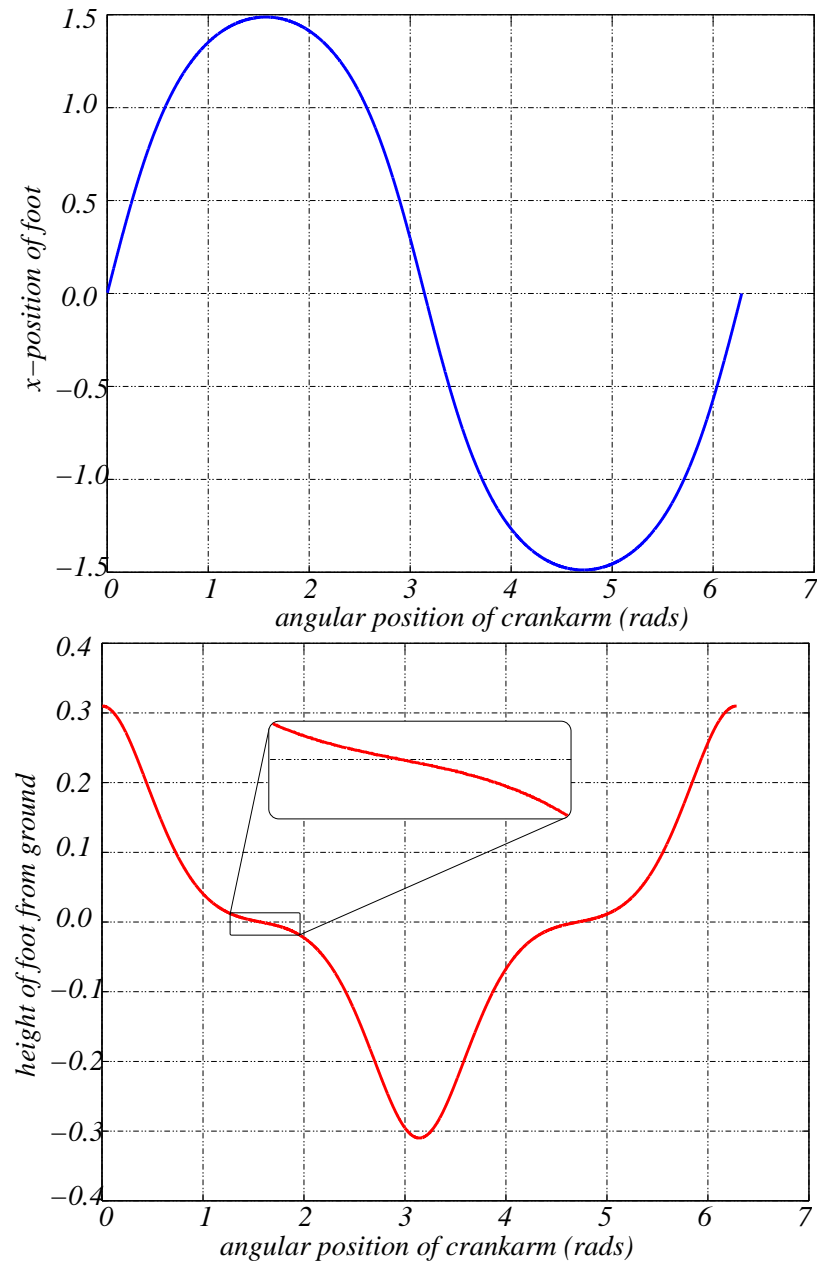 1.5
1.0
0.5
0.0
−0.5
−1.0
−1.5
x−position of foot
0 1 2 3 4 5 6 7
angular position of crankarm (rads)
0.4
0.3
0.2
0.1
0.0
−0.1
−0.2
−0.3
−0.4
height of foot from ground
0 1 2 3 4 5 6 7
angular position of crankarm (rads)